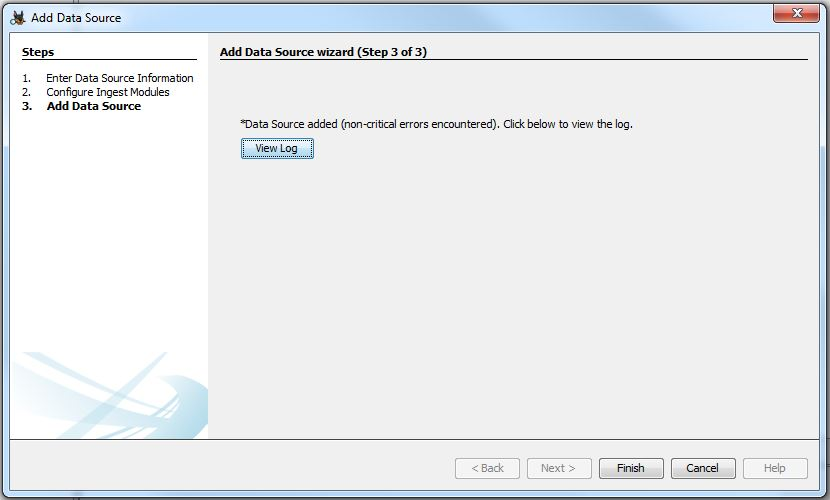 Add Data Source
Steps
1. Enter Data Source Information
2. Configure Ingest Modules
3. Add Data Source
Add Data Source wizard (Step 3 of 3)
*Data Source added (non-critical errors encountered). Click below to view the log.
View Log
< Back Next > Finish Cancel Help